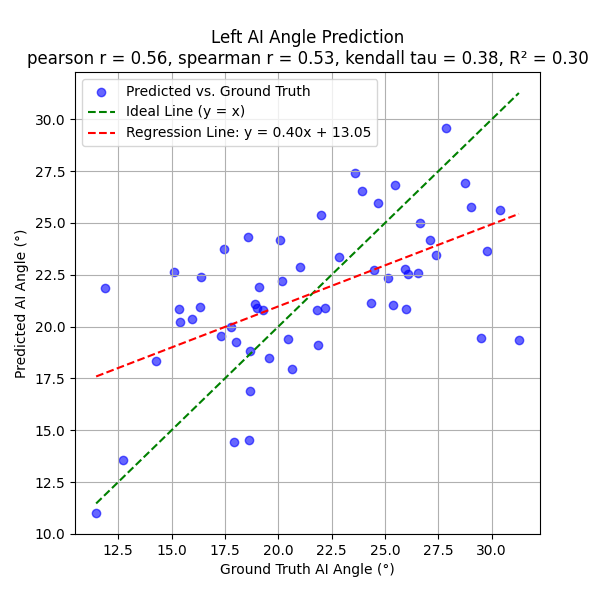 Left AI Angle Prediction
pearson r = 0.56, spearman r = 0.53, kendall tau = 0.38, R² = 0.30
Predicted vs. Ground Truth
Ideal Line (y = x)
Regression Line: y = 0.40x + 13.05
Predicted AI Angle (°)
30.0
27.5
25.0
22.5
20.0
17.5
15.0
12.5
10.0
12.5 15.0 17.5 20.0 22.5 25.0 27.5 30.0
Ground Truth AI Angle (°)